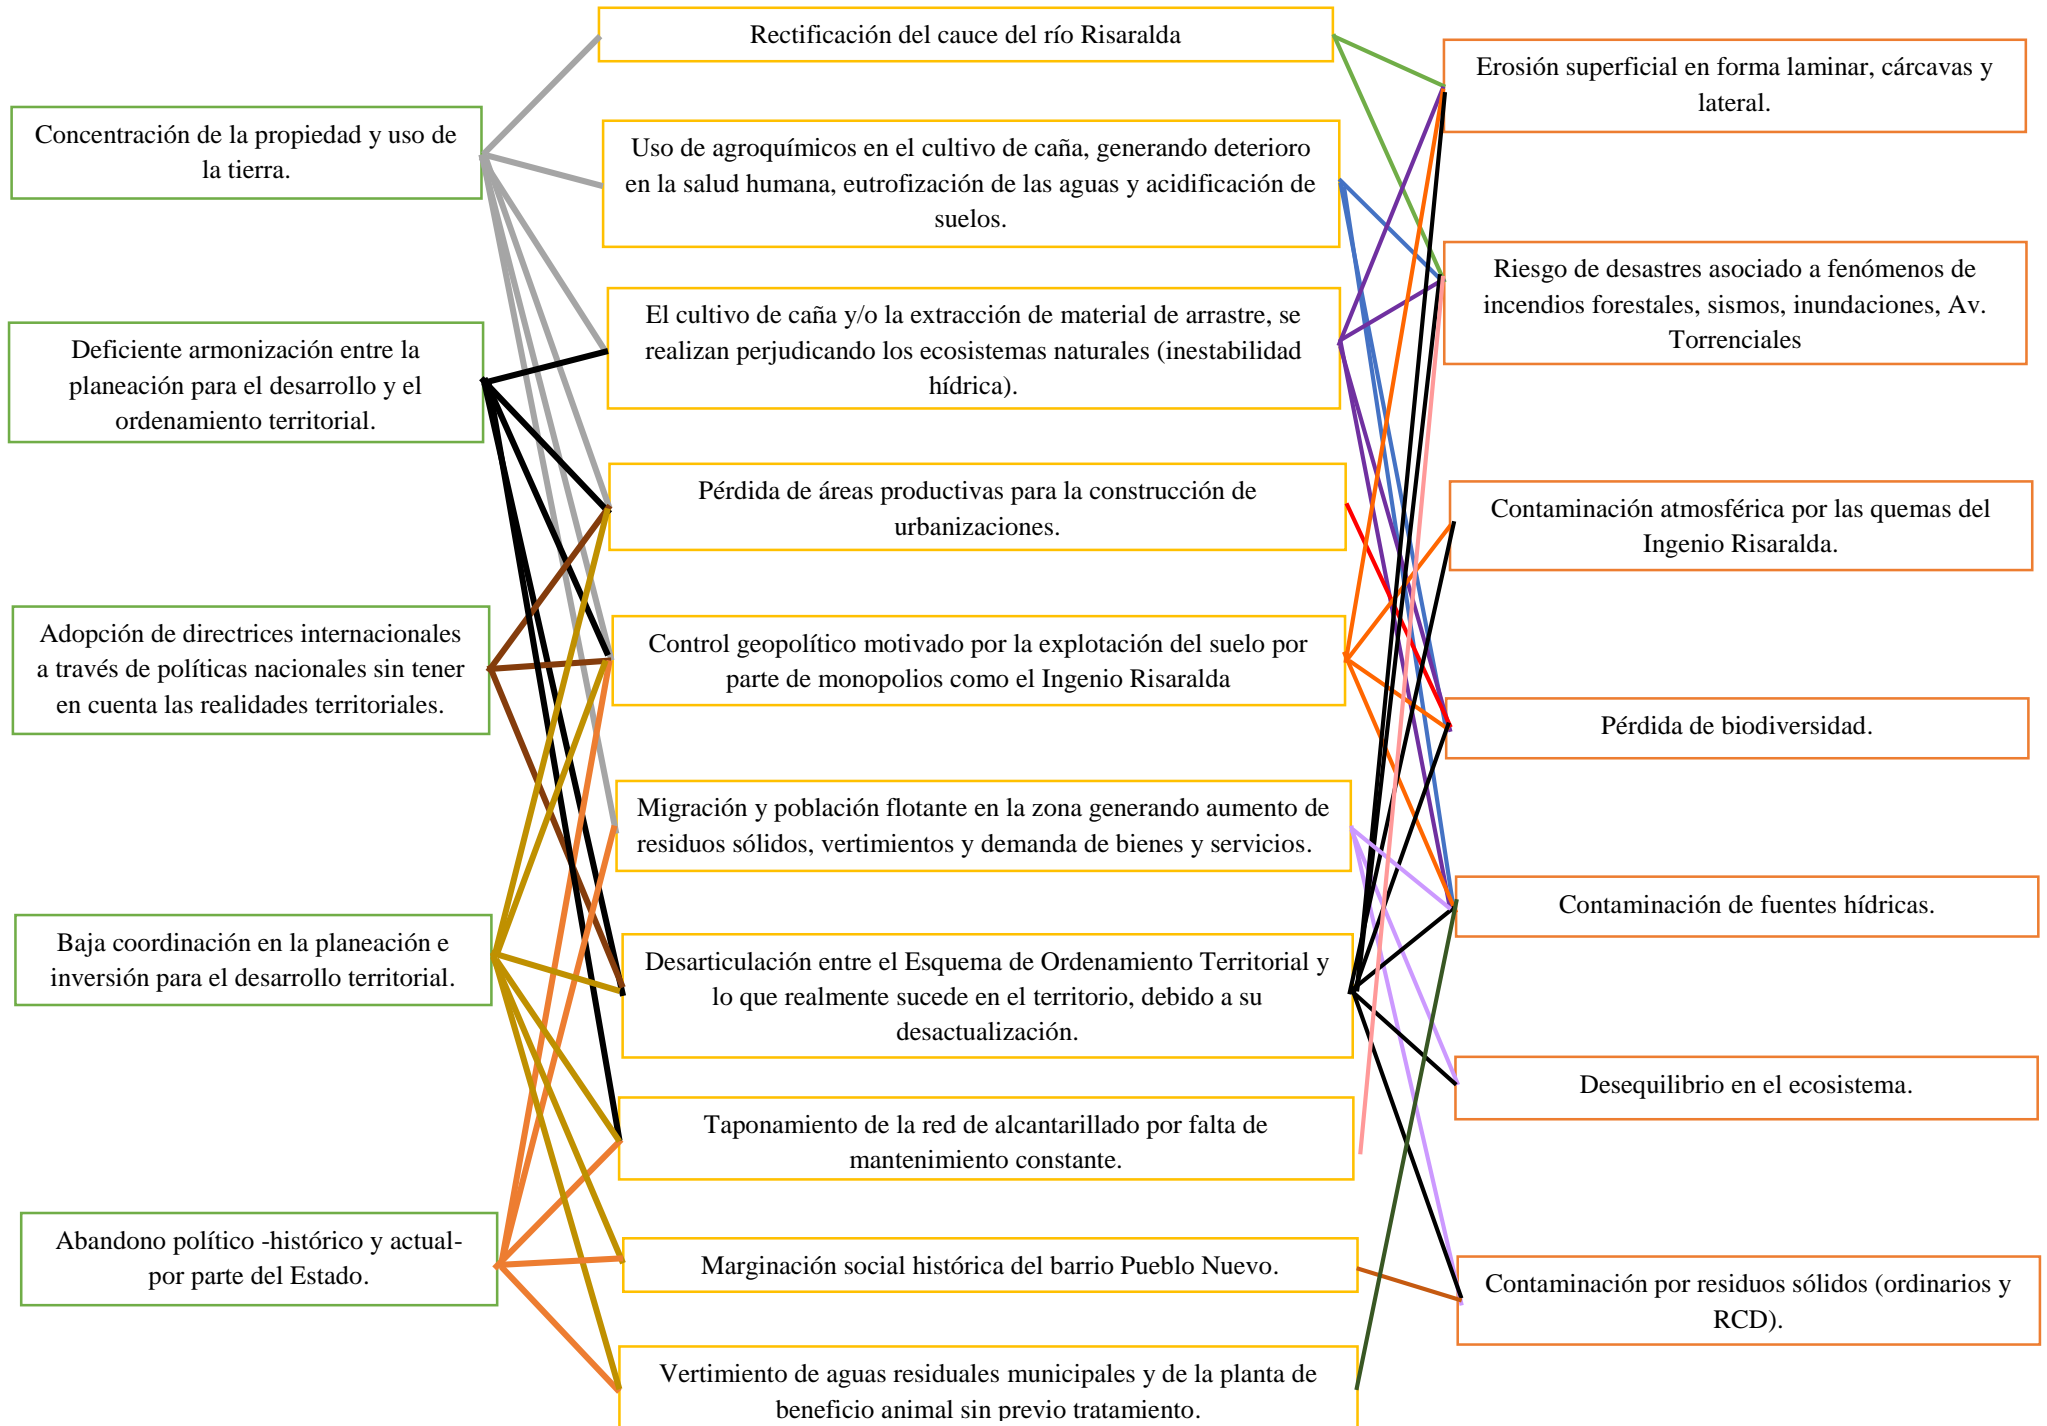 Concentración de la propiedad y uso de
la tierra.
Deficiente armonización entre la
planeación para el desarrollo y el
ordenamiento territorial.
Adopción de directrices internacionales
a través de políticas nacionales sin tener
en cuenta las realidades territoriales.
Baja coordinación en la planeación e
inversión para el desarrollo territorial.
Abandono político -histórico y actual-
por parte del Estado.
Rectificación del cauce del río Risaralda
Uso de agroquímicos en el cultivo de caña, generando deterioro
en la salud humana, eutrofización de las aguas y acidificación de
suelos.
El cultivo de caña y/o la extracción de material de arrastre, se
realizan perjudicando los ecosistemas naturales (inestabilidad
hídrica).
Pérdida de áreas productivas para la construcción de
urbanizaciones.
Control geopolítico motivado por la explotación del suelo por
parte de monopolios como el Ingenio Risaralda
Migración y población flotante en la zona generando aumento de
residuos sólidos, vertimientos y demanda de bienes y servicios.
Desarticulación entre el Esquema de Ordenamiento Territorial y
lo que realmente sucede en el territorio, debido a su
desactualización.
Taponamiento de la red de alcantarillado por falta de
mantenimiento constante.
Marginación social histórica del barrio Pueblo Nuevo.
Vertimiento de aguas residuales municipales y de la planta de
beneficio animal sin previo tratamiento.
Erosión superficial en forma laminar, cárcavas y
lateral.
Riesgo de desastres asociado a fenómenos de
incendios forestales, sismos, inundaciones, Av.
Torrenciales
Contaminación atmosférica por las quemas del
Ingenio Risaralda.
Pérdida de biodiversidad.
Contaminación de fuentes hídricas.
Desequilibrio en el ecosistema.
Contaminación por residuos sólidos (ordinarios y
RCD).